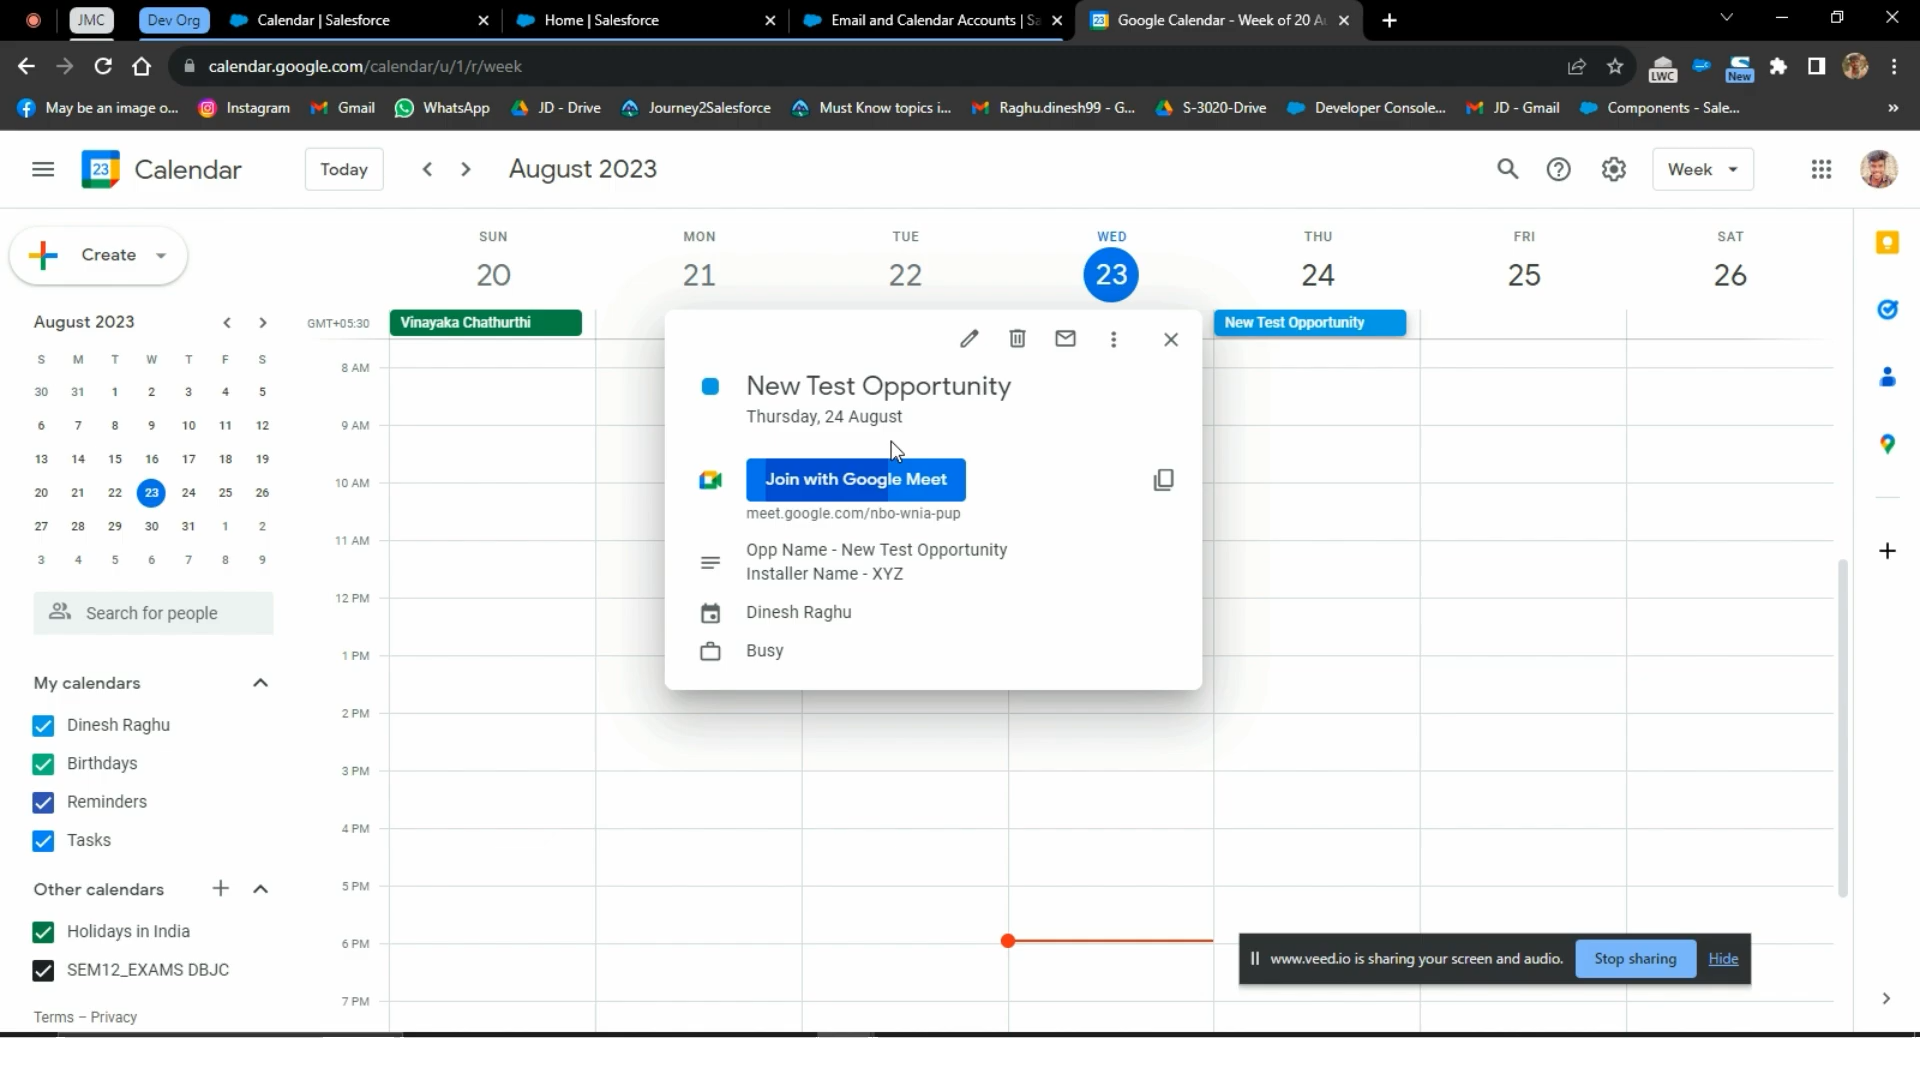 JMC
Dev Org
Calendar | Salesforce
Home | Salesforce
Email and Calendar Accounts | Sa
23
Google Calendar - Week of 20 Au
calendar.google.com/calendar/u/1/r/week
LWC
New
May be an image o...
Instagram
Gmail
WhatsApp
JD - Drive
Journey2Salesforce
Must Know topics i...
Raghu.dinesh99 - G...
S-3020-Drive
Developer Console...
JD - Gmail
Components - Sale...
23
Calendar
Today
August 2023
Week
Create
August 2023
S M T W T F S
30 31 1 2 3 4 5
6 7 8 9 10 11 12
13 14 15 16 17 18 19
20 21 22 23 24 25 26
27 28 29 30 31 1 2
3 4 5 6 7 8 9
Search for people
My calendars
Dinesh Raghu
Birthdays
Reminders
Tasks
Other calendars
Holidays in India
SEM12_EXAMS DBJC
Terms – Privacy
SUN MON TUE WED THU FRI SAT
20 21 22 23 24 25 26
GMT+05:30
Vinayaka Chathurthi
New Test Opportunity
8 AM
9 AM
10 AM
11 AM
12 PM
1 PM
2 PM
3 PM
4 PM
5 PM
6 PM
7 PM
New Test Opportunity
Thursday, 24 August
Join with Google Meet
meet.google.com/nbo-wnia-pup
Opp Name - New Test Opportunity
Installer Name - XYZ
Dinesh Raghu
Busy
www.veed.io is sharing your screen and audio.
Stop sharing
Hide